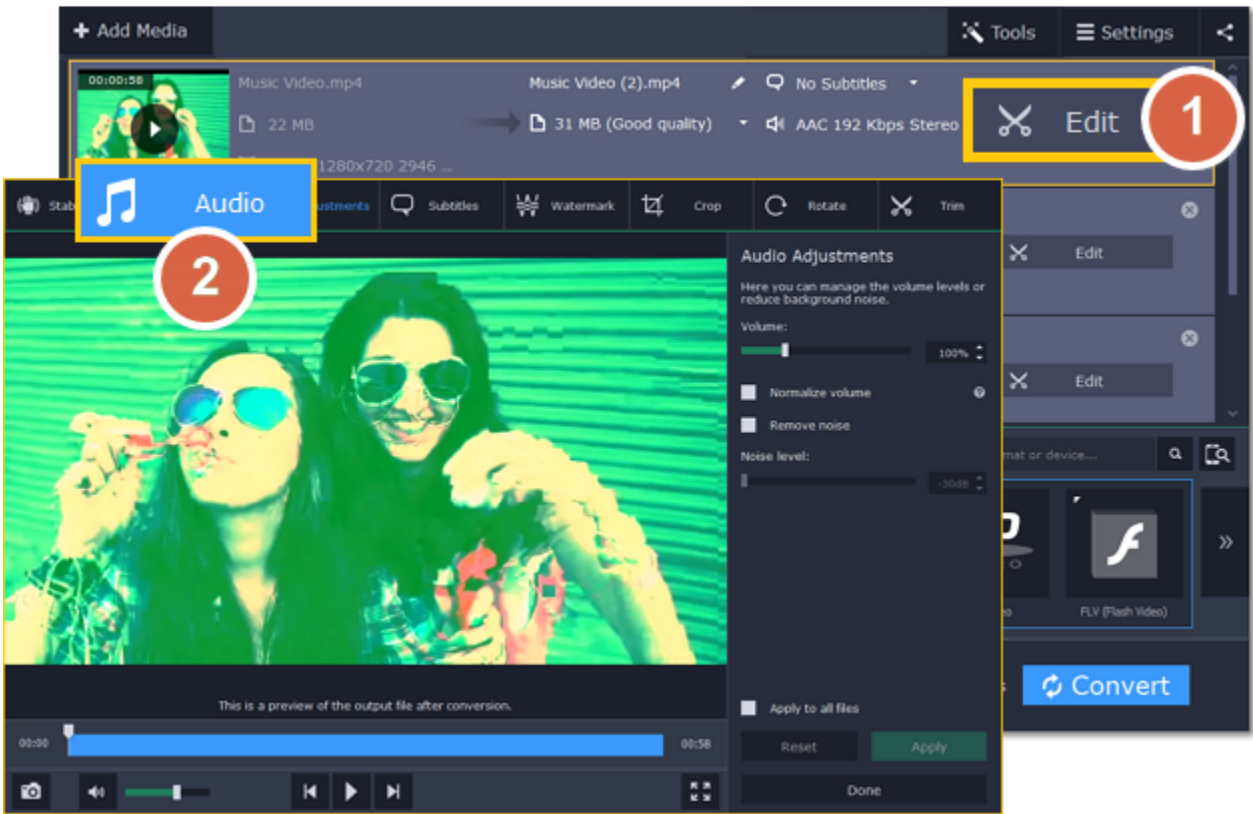 Add Media
Tools
Settings
00:00:58
Music Video.mp4
Music Video (2).mp4
No Subtitles
22 MB
31 MB (Good quality)
AAC 192 Kbps Stereo
Edit
1
1280x720 2946 ...
Audio
2
Stab
ustments
Subtitles
Watermark
Crop
Rotate
Trim
Audio Adjustments
Here you can manage the volume levels or
reduce background noise.
Volume:
100%
Normalize volume
Remove noise
Noise level:
-30dB
Edit
Edit
mat or device...
FLV (Flash Video)
Convert
This is a preview of the output file after conversion.
00:00
00:58
Apply to all files
Reset
Apply
Done